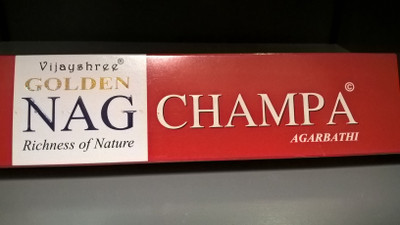 Vijayshree®
GOLDEN
NAG
Richness of Nature
CHAMPA©
AGARBATHI